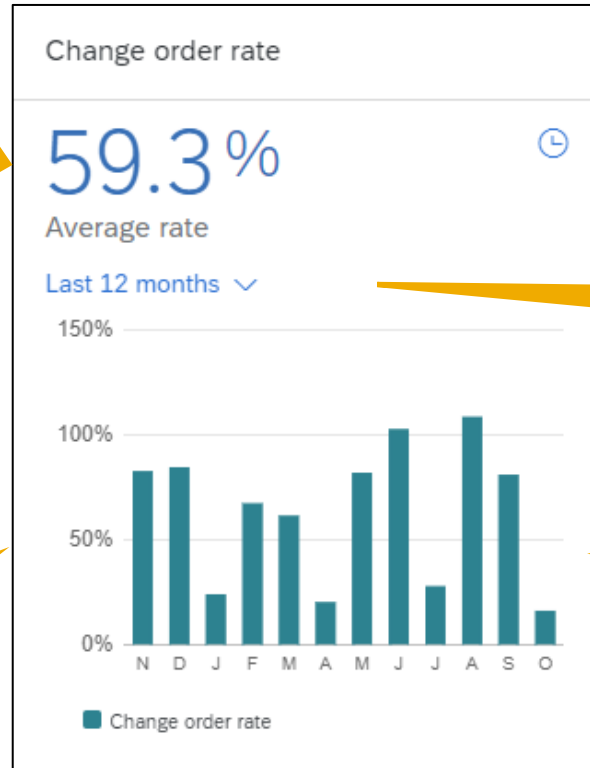 Change order rate
59.3%
Average rate
Last 12 months
150%
100%
50%
0%
N D J F M A M J J A S O
Change order rate